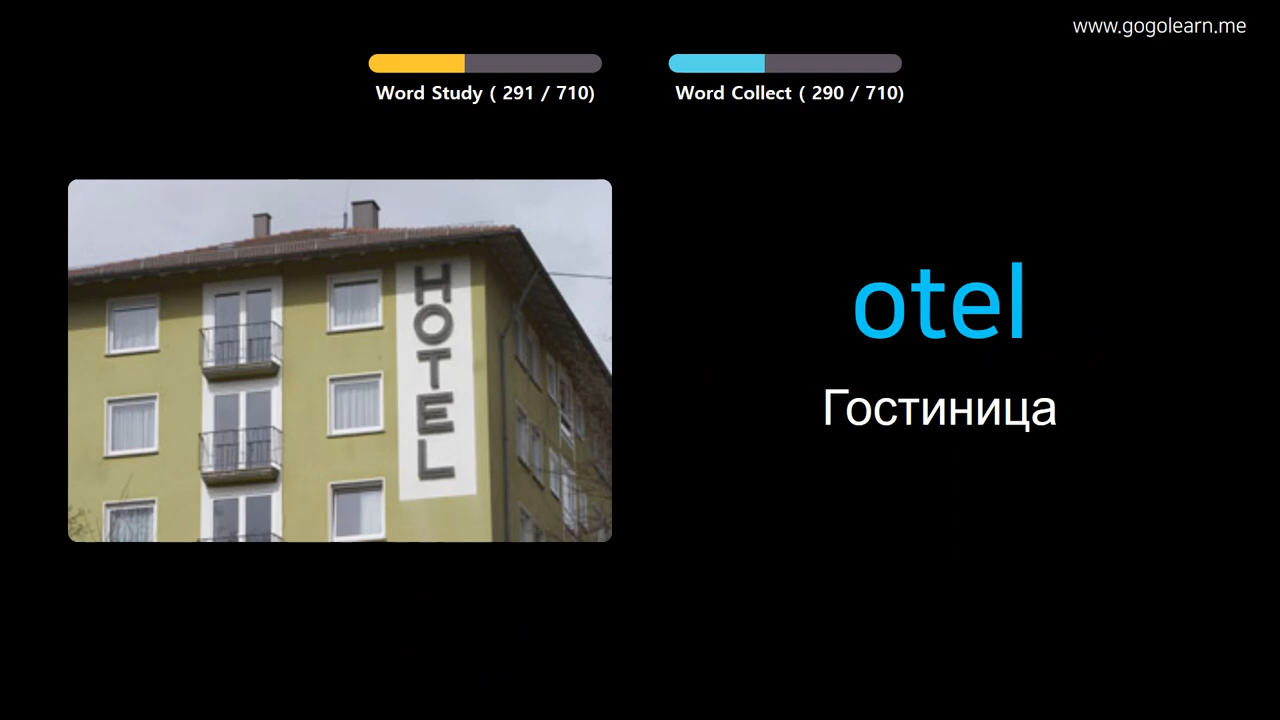 www.gogolearn.me
Word Study ( 291 / 710)
Word Collect ( 290 / 710)
HOTEL
otel
Гостиница